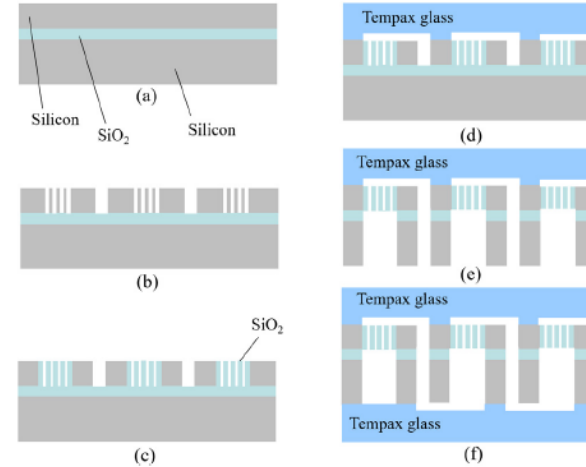 Silicon
SiO₂
Silicon
(a)
(b)
SiO₂
(c)
Tempax glass
(d)
Tempax glass
(e)
Tempax glass
Tempax glass
(f)